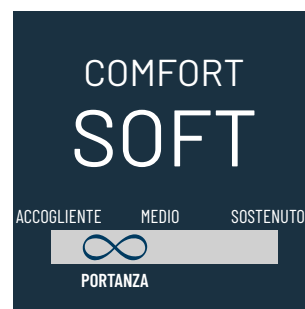 COMFORT
SOFT
ACCOGLIENTE MEDIO SOSTENUTO
PORTANZA